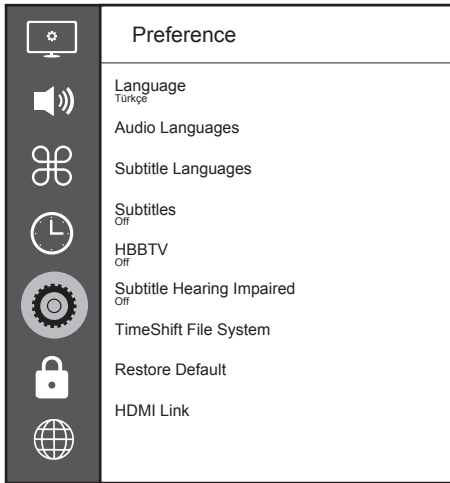 Preference
Language
Türkçe
Audio Languages
Subtitle Languages
Subtitles
Off
HBBTV
Off
Subtitle Hearing Impaired
Off
TimeShift File System
Restore Default
HDMI Link